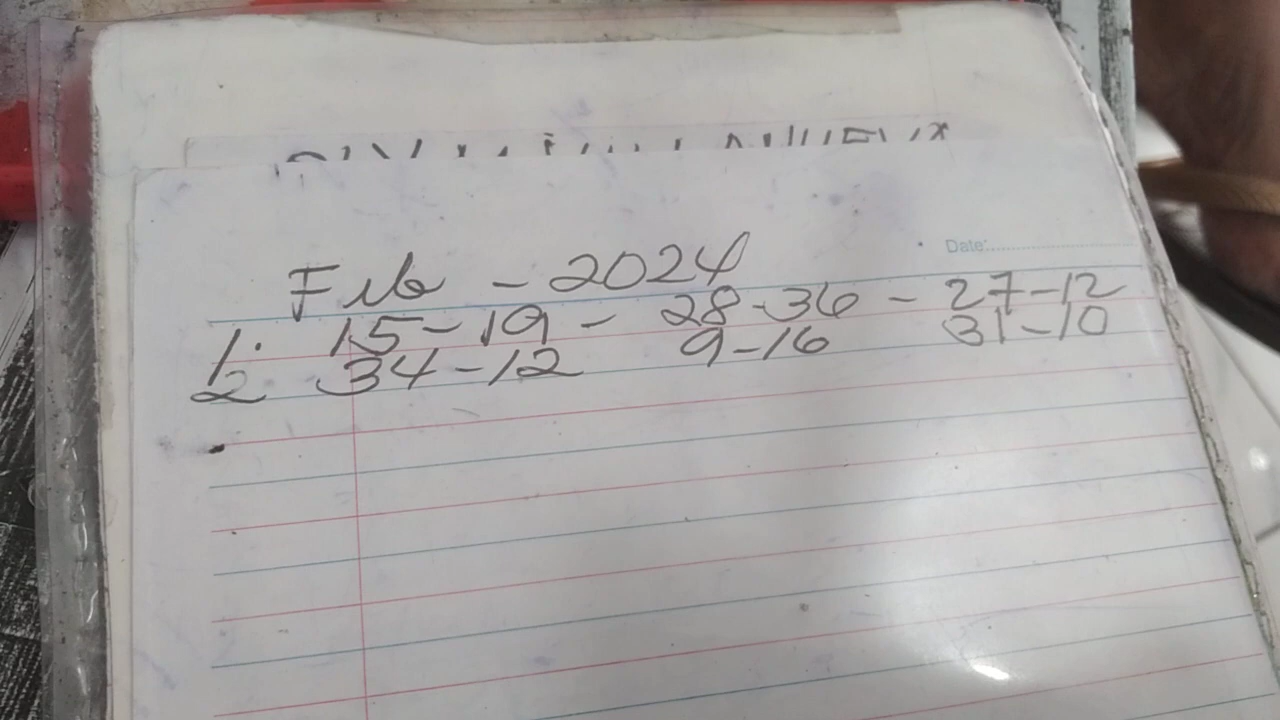 Date:
Feb - 2024
1. 15-19 - 28-36 - 27-12
2 34-12 9-16 31-10